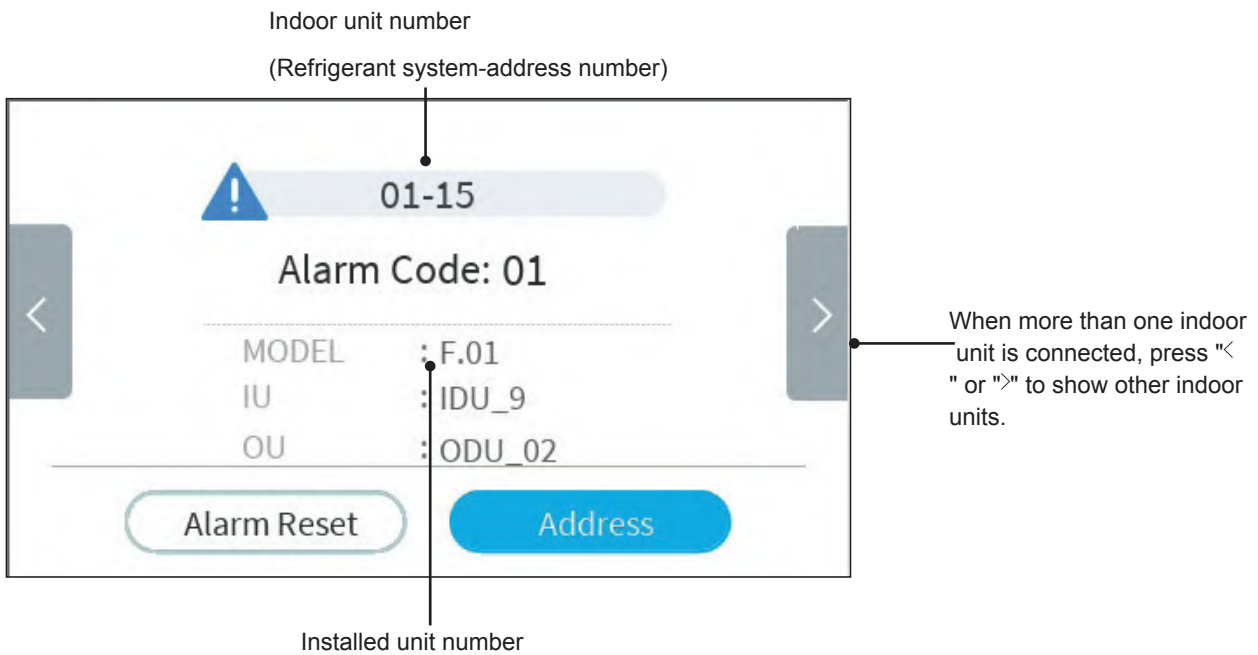 Indoor unit number
(Refrigerant system-address number)
01-15
Alarm Code: 01
MODEL : F.01
IU : IDU_9
OU : ODU_02
Alarm Reset
Address
<
>
When more than one indoor
unit is connected, press "<
" or ">" to show other indoor
units.
Installed unit number